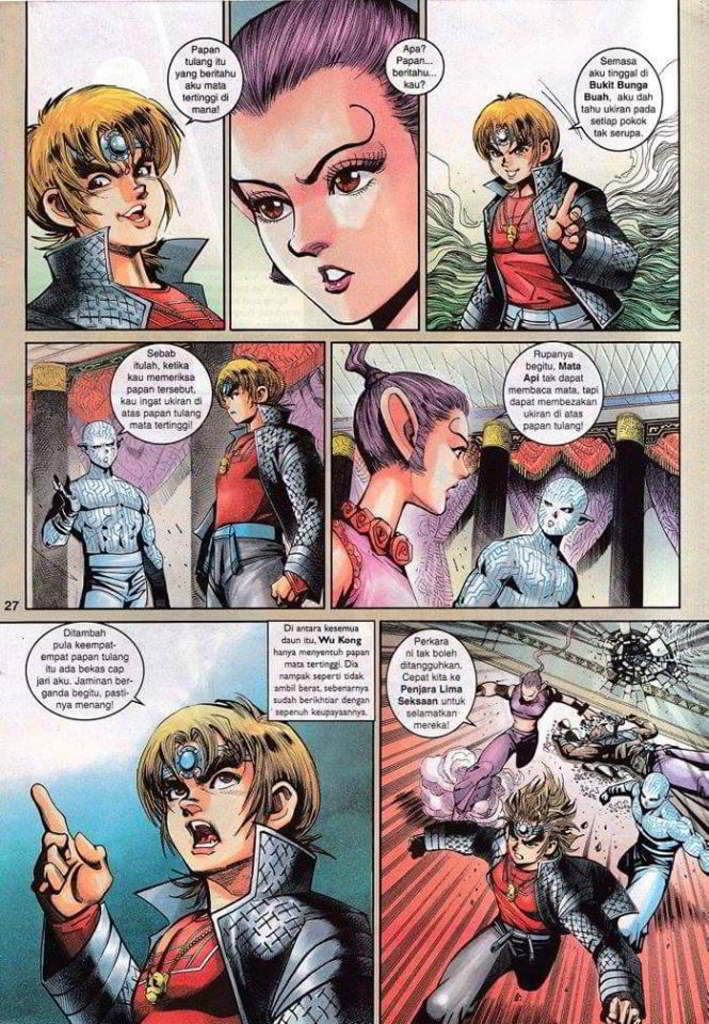 Papan
tulang itu
yang beritahu
aku mata
tertinggi di
mana!
Apa?
Papan...
beritahu...
kau?
Semasa
aku tinggal di
Bukit Bunga
Buah, aku dah
tahu ukiran pada
setiap pokok
tak serupa.
Sebab
itulah, ketika
kau memeriksa
papan tersebut,
kau ingat ukiran di
atas papan tulang
mata tertinggi!
Rupanya
begitu, Mata
Api tak dapat
membaca mata, tapi
dapat membezakan
ukiran di atas
papan tulang!
27
Ditambah
pula keempat-
empat papan tulang
itu ada bekas cap
jari aku. Jaminan ber-
ganda begitu, pasti-
nya menang!
Di antara kesemua
daun itu, Wu Kong
hanya menyentuh papan
mata tertinggi. Dia
nampak seperti tidak
ambil berat, sebenarnya
sudah berikhtiar dengan
sepenuh keupayaannya.
Perkara
ni tak boleh
ditangguhkan.
Cepat kita ke
Penjara Lima
Seksaan untuk
selamatkan
mereka!